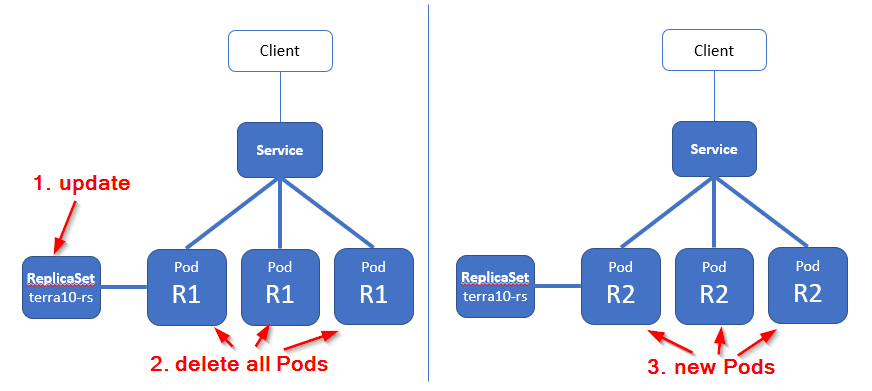 Client
Service
1. update
ReplicaSet
terra10-rs
Pod
R1
Pod
R1
Pod
R1
2. delete all Pods
Client
Service
ReplicaSet
terra10-rs
Pod
R2
Pod
R2
Pod
R2
3. new Pods